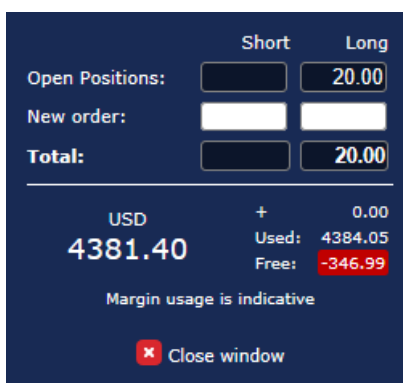 Short Long
Open Positions: 20.00
New order:
Total: 20.00
USD + 0.00
4381.40 Used: 4384.05
Free: -346.99
Margin usage is indicative
Close window